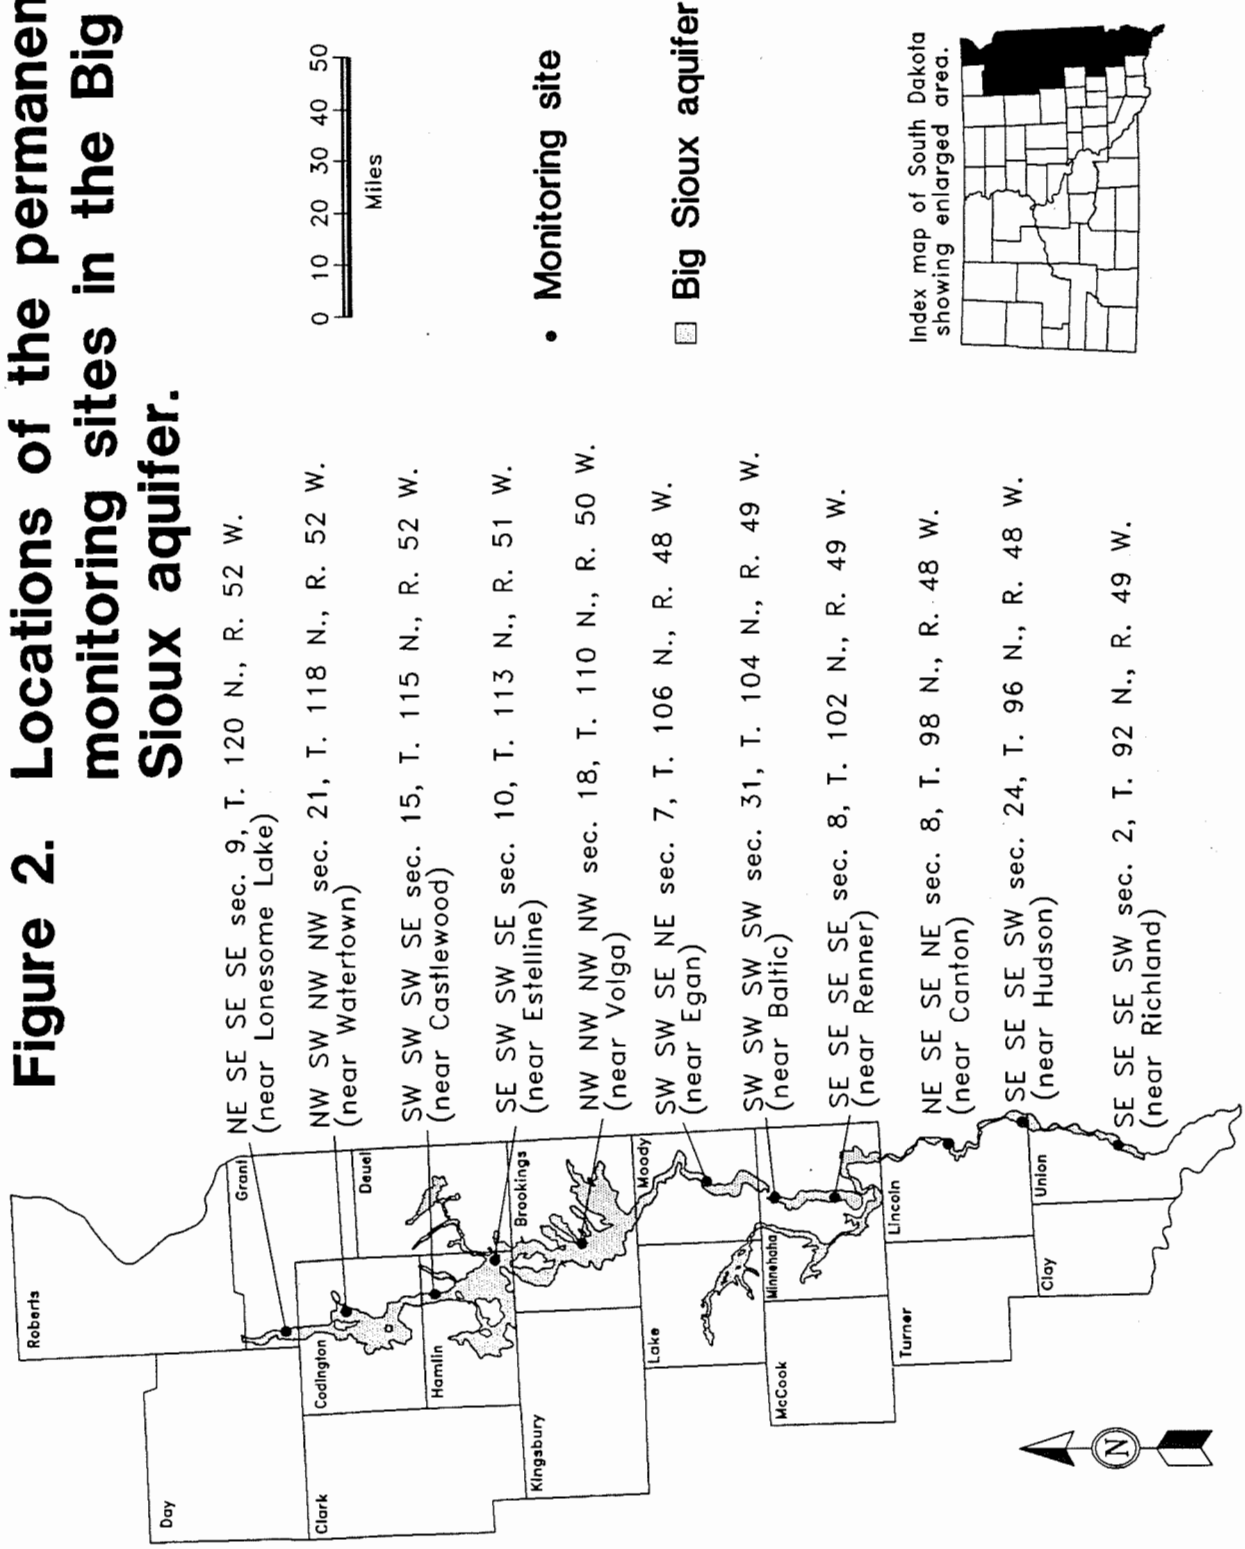 Figure 2. Locations of the permanen
monitoring sites in the Big
Sioux aquifer.
NE SE SE SE sec. 9, T. 120 N., R. 52 W.
(near Lonesome Lake)
NW SW NW NW sec. 21, T. 118 N., R. 52 W.
(near Watertown)
SW SW SW SE sec. 15, T. 115 N., R. 52 W.
(near Castlewood)
SE SW SW SE sec. 10, T. 113 N., R. 51 W.
(near Estelline)
NW NW NW NW sec. 18, T. 110 N., R. 50 W.
(near Volga)
SW SW SE NE sec. 7, T. 106 N., R. 48 W.
(near Egan)
SW SW SW SW sec. 31, T. 104 N., R. 49 W.
(near Baltic)
SE SE SE SE sec. 8, T. 102 N., R. 49 W.
(near Renner)
NE SE SE NE sec. 8, T. 98 N., R. 48 W.
(near Canton)
SE SE SE SW sec. 24, T. 96 N., R. 48 W.
(near Hudson)
SE SE SE SW sec. 2, T. 92 N., R. 49 W.
(near Richland)
Roberts
Day
Grant
Codington
Deuel
Clark
Hamlin
Brookings
Kingsbury
Moody
Lake
Minnehaha
McCook
Lincoln
Turner
Union
Clay
N
0 10 20 30 40 50
Miles
Monitoring site
Big Sioux aquifer
Index map of South Dakota
showing enlarged area.